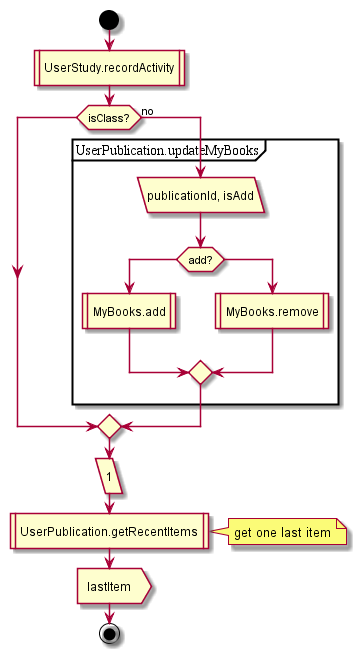 UserStudy.recordActivity
isClass?
no
UserPublication.updateMyBooks
publicationId, isAdd
add?
MyBooks.add
MyBooks.remove
1
UserPublication.getRecentItems
get one last item
lastItem